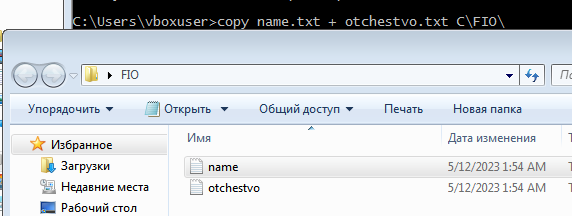 C:\Users\vboxuser>copy name.txt + otchestvo.txt C\FIO\
FIO
Упорядочить Открыть Общий доступ Печать Новая папка
Избранное Имя Дата изменения
Загрузки name 5/12/2023 1:54 AM
Недавние места otchestvo 5/12/2023 1:54 AM
Рабочий стол